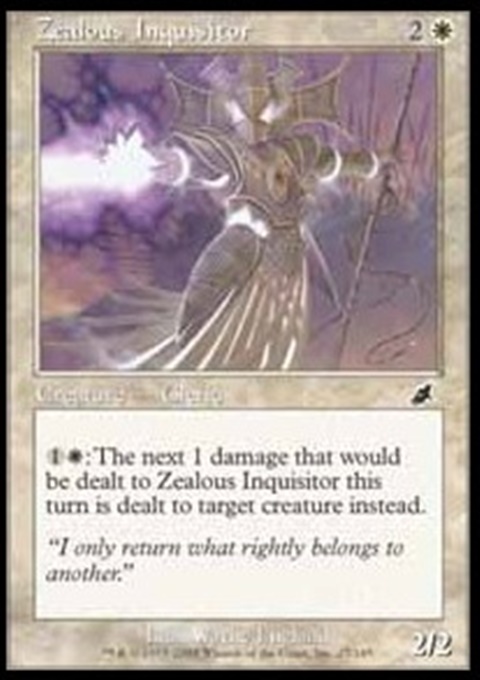 Zealous Inquisitor 2
Creature — Cleric
1 : The next 1 damage that would
be dealt to Zealous Inquisitor this
turn is dealt to target creature instead.
“I only return what rightly belongs to
another.”
2/2